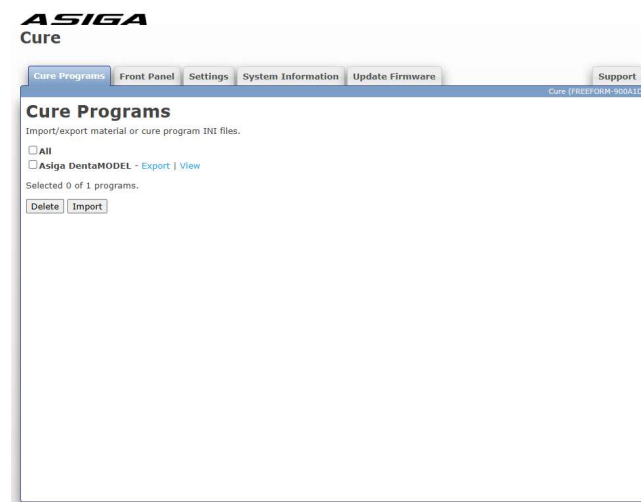 ASIGA
Cure
Cure Programs Front Panel Settings System Information Update Firmware Support
Cure (FREEFORM-900A1D
Cure Programs
Import/export material or cure program INI files.
All
Asiga DentaMODEL - Export | View
Selected 0 of 1 programs.
Delete Import